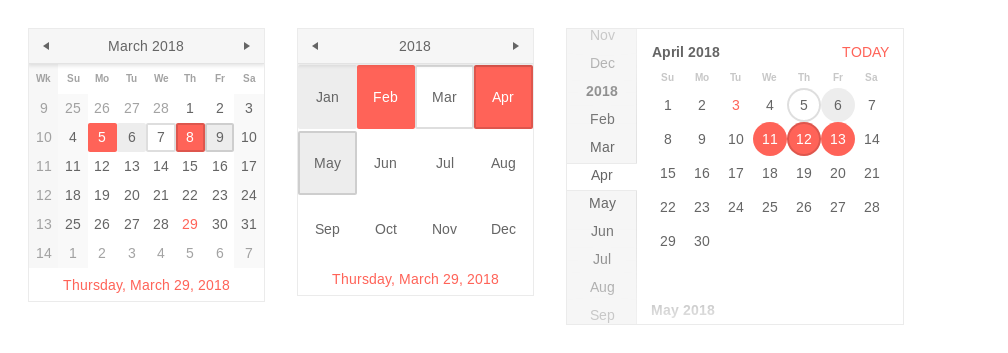 March 2018
Wk Su Mo Tu We Th Fr Sa
9 25 26 27 28 1 2 3
10 4 5 6 7 8 9 10
11 11 12 13 14 15 16 17
12 18 19 20 21 22 23 24
13 25 26 27 28 29 30 31
14 1 2 3 4 5 6 7
Thursday, March 29, 2018
2018
Jan Feb Mar Apr
May Jun Jul Aug
Sep Oct Nov Dec
Thursday, March 29, 2018
Nov
Dec
2018
Feb
Mar
Apr
May
Jun
Jul
Aug
Sep
April 2018 TODAY
Su Mo Tu We Th Fr Sa
1 2 3 4 5 6 7
8 9 10 11 12 13 14
15 16 17 18 19 20 21
22 23 24 25 26 27 28
29 30
May 2018